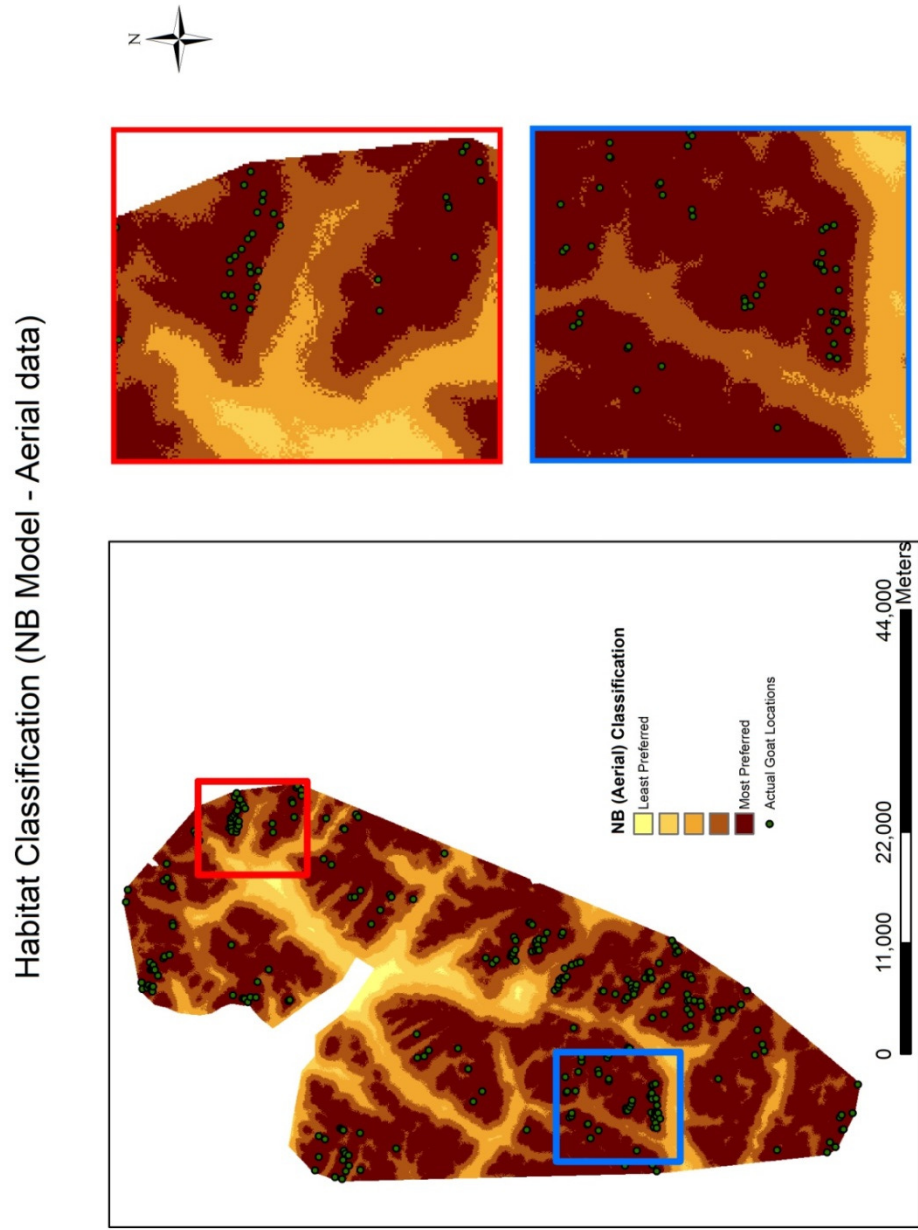 Habitat Classification (NB Model - Aerial data)
N
NB (Aerial) Classification
Least Preferred
Most Preferred
Actual Goat Locations
0 11,000 22,000 44,000
Meters